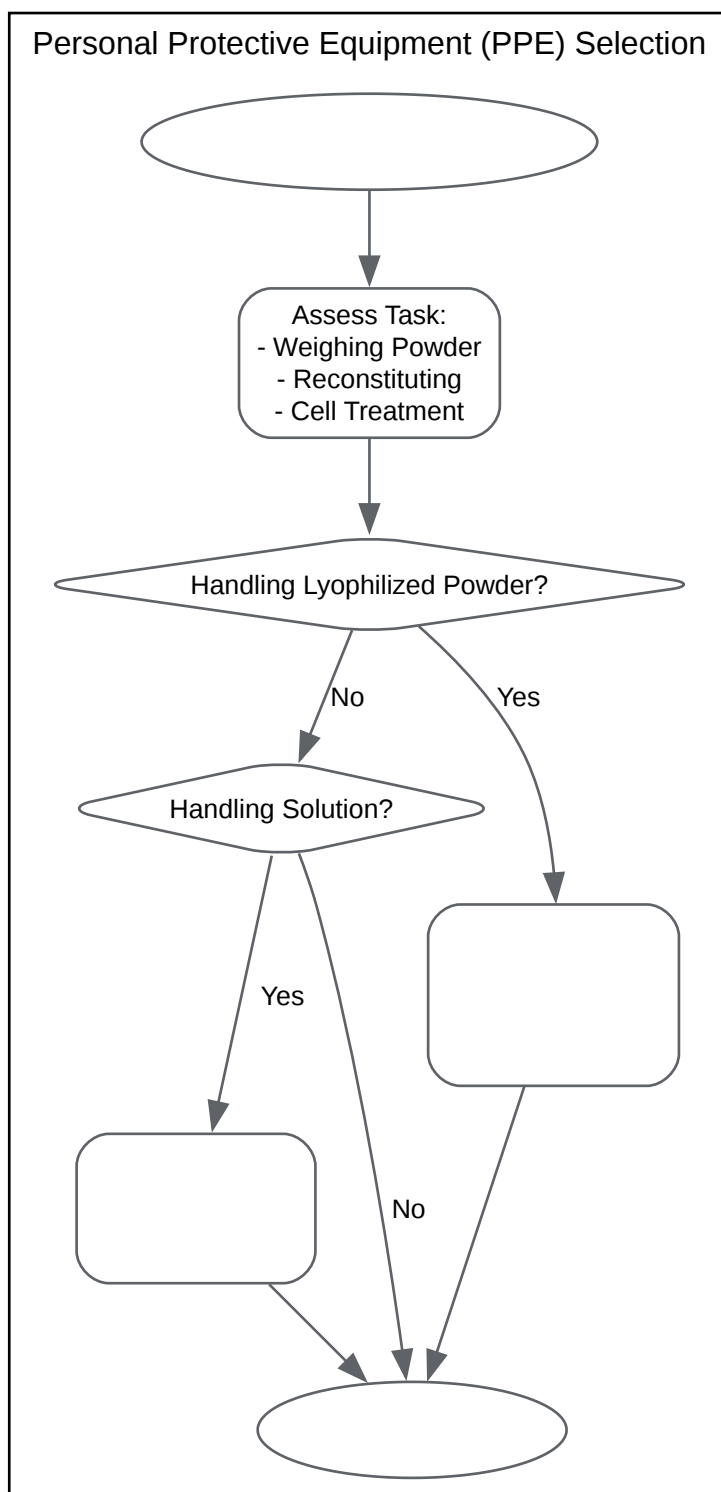 Personal Protective Equipment (PPE) Selection
Assess Task:
- Weighing Powder
- Reconstituting
- Cell Treatment
Handling Lyophilized Powder?
No
Yes
Handling Solution?
Yes
No